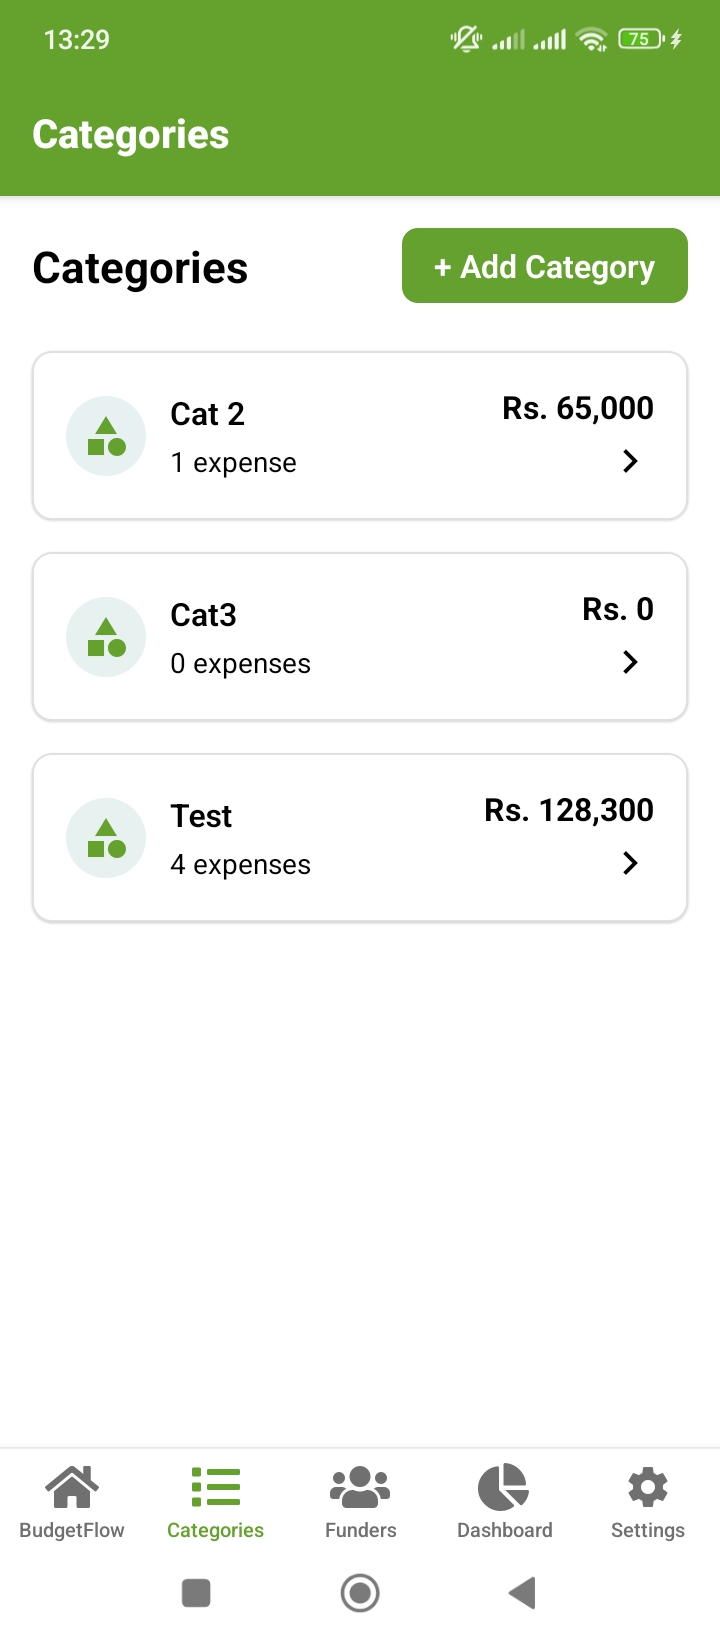 13:29
75
Categories
Categories
+ Add Category
Cat 2
Rs. 65,000
1 expense
Cat3
Rs. 0
0 expenses
Test
Rs. 128,300
4 expenses
BudgetFlow
Categories
Funders
Dashboard
Settings